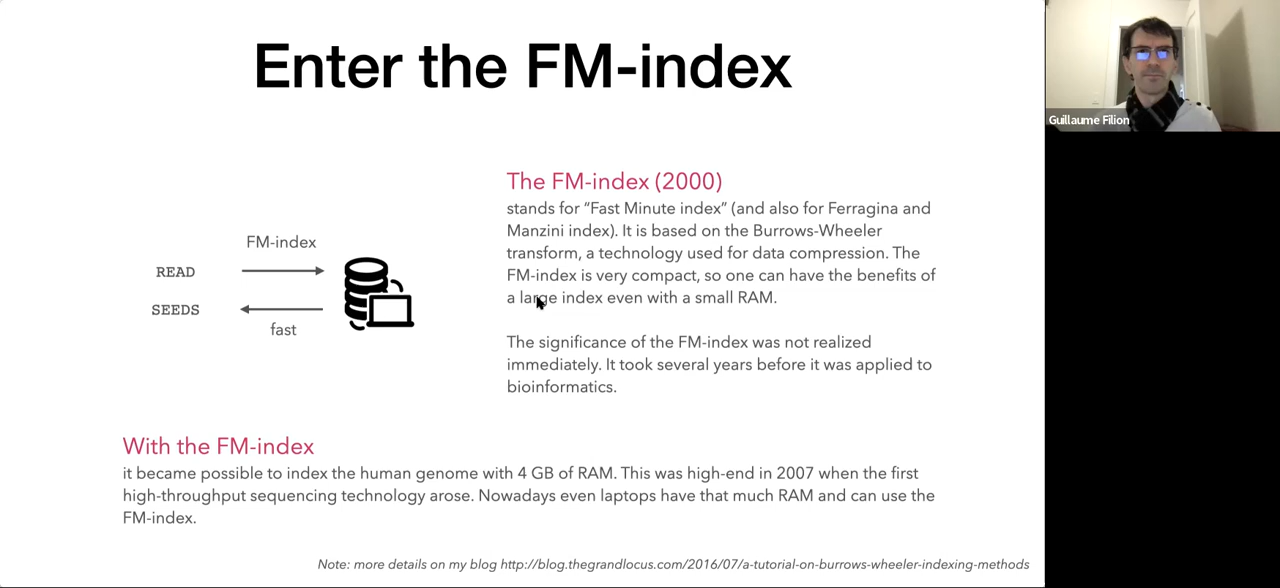 Enter the FM-index
Guillaume Filion
The FM-index (2000)
stands for “Fast Minute index” (and also for Ferragina and
Manzini index). It is based on the Burrows-Wheeler
transform, a technology used for data compression. The
FM-index is very compact, so one can have the benefits of
a large index even with a small RAM.
The significance of the FM-index was not realized
immediately. It took several years before it was applied to
bioinformatics.
FM-index
READ
SEEDS
fast
With the FM-index
it became possible to index the human genome with 4 GB of RAM. This was high-end in 2007 when the first
high-throughput sequencing technology arose. Nowadays even laptops have that much RAM and can use the
FM-index.
Note: more details on my blog http://blog.thegrandlocus.com/2016/07/a-tutorial-on-burrows-wheeler-indexing-methods